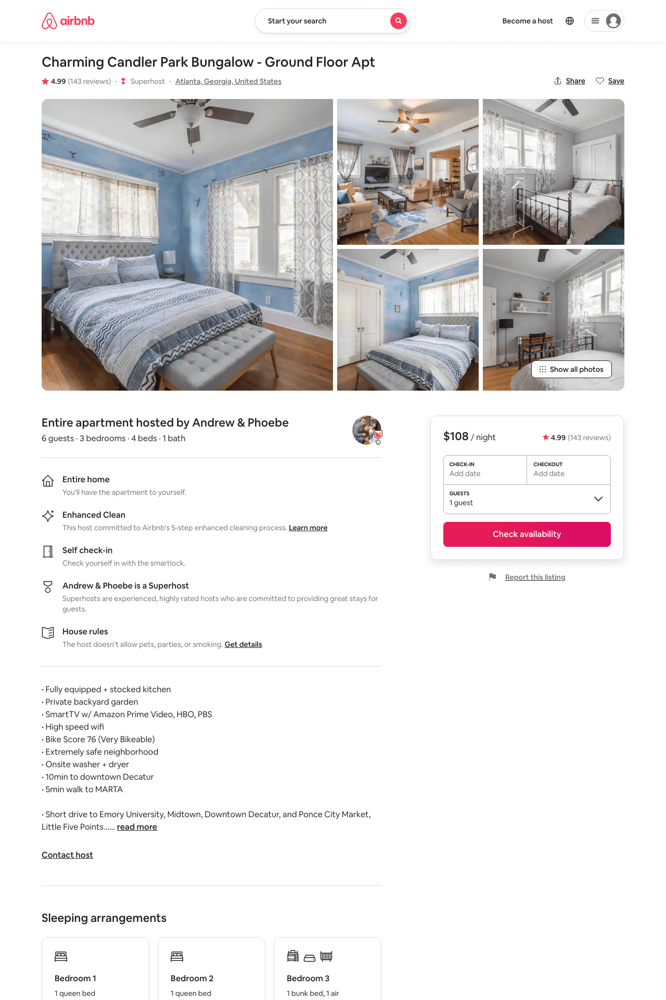 airbnb
Start your search
Become a host
Charming Candler Park Bungalow - Ground Floor Apt
4.99 (143 reviews) · Superhost · Atlanta, Georgia, United States
Share
Save
Show all photos
Entire apartment hosted by Andrew & Phoebe
6 guests · 3 bedrooms · 4 beds · 1 bath
Entire home
You'll have the apartment to yourself.
Enhanced Clean
This host committed to Airbnb's 5-step enhanced cleaning process. Learn more
Self check-in
Check yourself in with the smartlock.
Andrew & Phoebe is a Superhost
Superhosts are experienced, highly rated hosts who are committed to providing great stays for
guests.
House rules
The host doesn't allow pets, parties, or smoking. Get details
$108 / night
4.99 (143 reviews)
CHECK-IN
Add date
CHECKOUT
Add date
GUESTS
1 guest
Check availability
Report this listing
· Fully equipped + stocked kitchen
· Private backyard garden
· SmartTV w/ Amazon Prime Video, HBO, PBS
· High speed wifi
· Bike Score 76 (Very Bikeable)
· Extremely safe neighborhood
· Onsite washer + dryer
· 10min to downtown Decatur
· 5min walk to MARTA
· Short drive to Emory University, Midtown, Downtown Decatur, and Ponce City Market,
Little Five Points...... read more
Contact host
Sleeping arrangements
Bedroom 1
1 queen bed
Bedroom 2
1 queen bed
Bedroom 3
1 bunk bed, 1 air